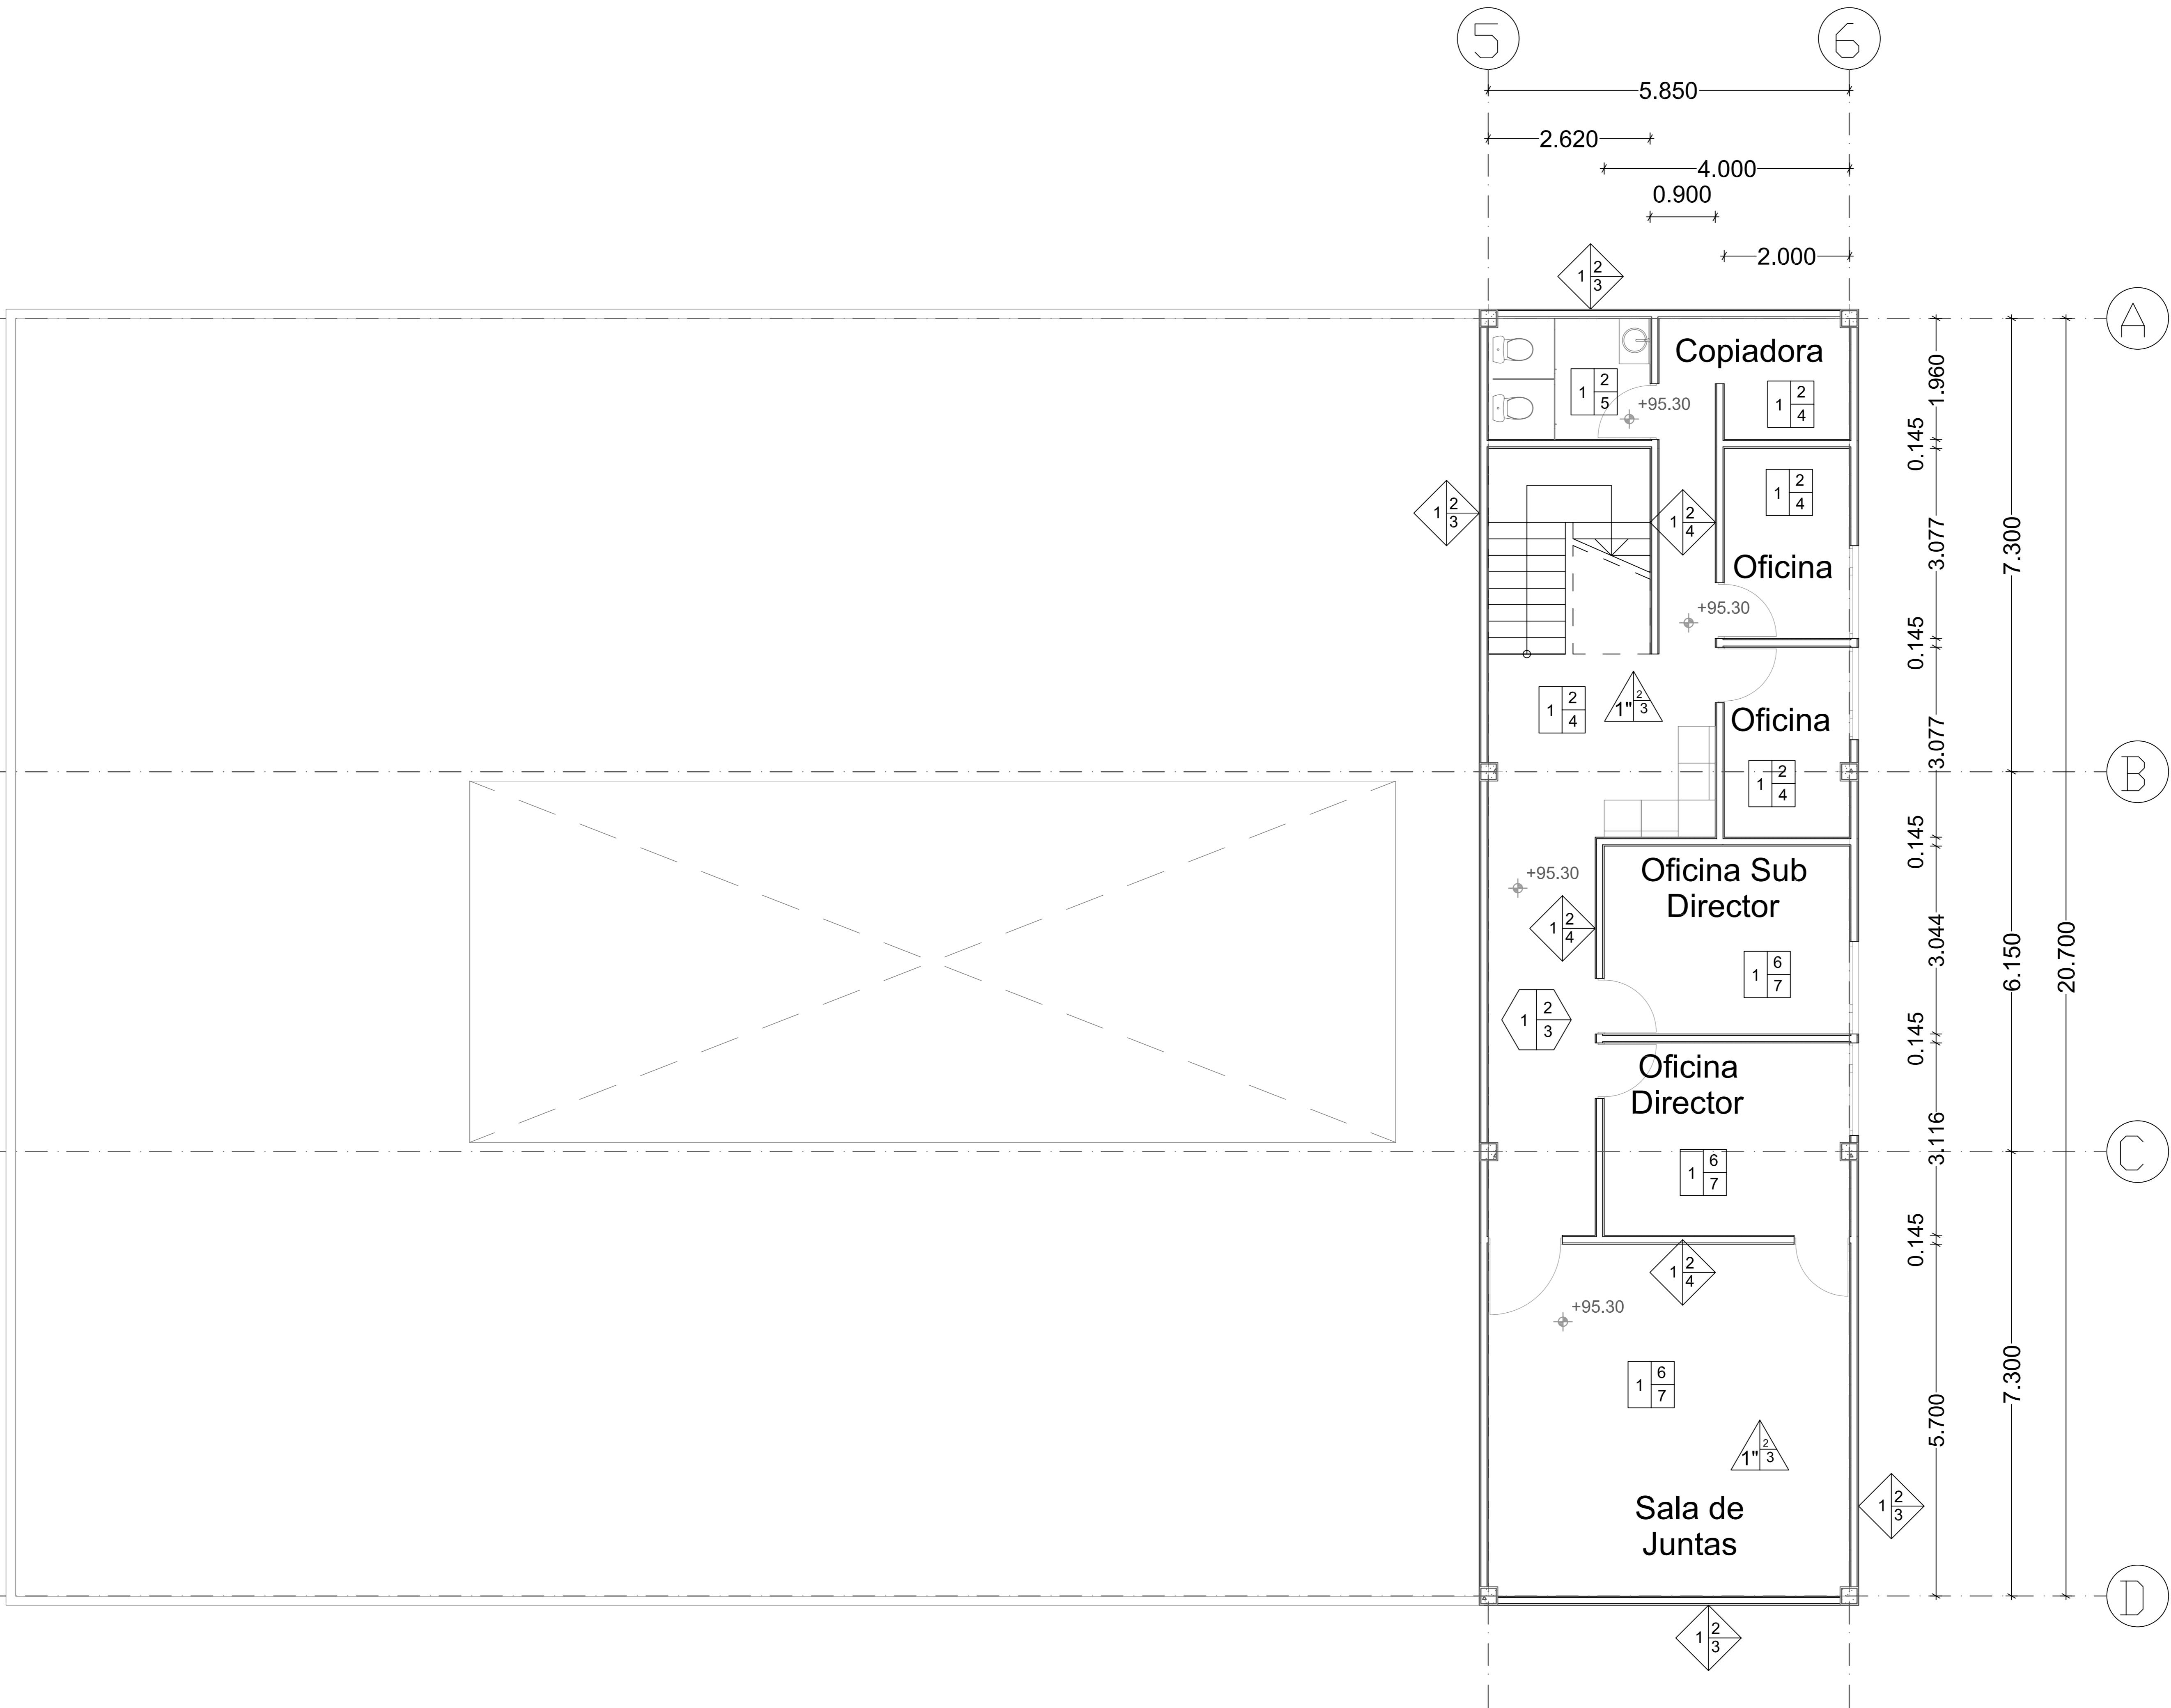 5
6
5.850
2.620
4.000
0.900
2.000
1 2 3
A
Copiadora
1.960
1 2 5
1 2 4
+95.30
0.145
1 2 4
1 2 3
1 2 4
3.077
7.300
Oficina
+95.30
0.145
1 2 4
1" 2 3
Oficina
3.077
B
1 2 4
0.145
Oficina Sub
Director
+95.30
1 2 4
3.044
6.150
20.700
1 6 7
1 2 3
0.145
Oficina
Director
3.116
C
1 6 7
0.145
1 2 4
+95.30
1 6 7
7.300
5.700
1" 2 3
Sala de
Juntas
1 2 3
D
1 2 3